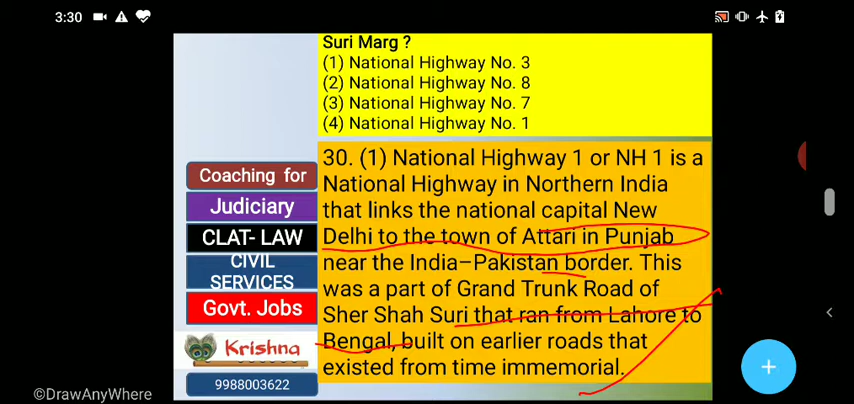 3:30
Suri Marg ?
(1) National Highway No. 3
(2) National Highway No. 8
(3) National Highway No. 7
(4) National Highway No. 1
30. (1) National Highway 1 or NH 1 is a
National Highway in Northern India
that links the national capital New
Delhi to the town of Attari in Punjab
near the India–Pakistan border. This
was a part of Grand Trunk Road of
Sher Shah Suri that ran from Lahore to
Bengal, built on earlier roads that
existed from time immemorial.
Coaching for
Judiciary
CLAT- LAW
CIVIL
SERVICES
Govt. Jobs
Krishna
9988003622
©DrawAnyWhere